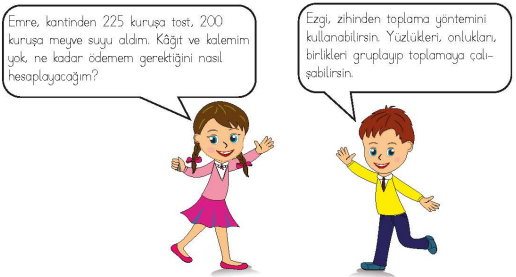 Emre, kantinden 225 kuruşa tost, 200
kuruşa meyve suyu aldım. Kâğıt ve kalemim
yok, ne kadar ödemem gerektiğini nasıl
hesaplayacağım?
Ezgi, zihinden toplama yöntemini
kullanabilirsin. Yüzlükleri, onlukları,
birlikleri gruplayıp toplamaya çalı-
şabilirsin.